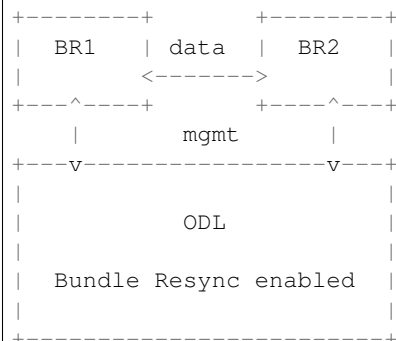 +--------+ +--------+
| BR1 | data | BR2 |
| <-------> |
+---^----+ +----^---+
| mgmt |
+---v-----------------v---+
| |
| ODL |
| |
| Bundle Resync enabled |
| |
+-------------------------+